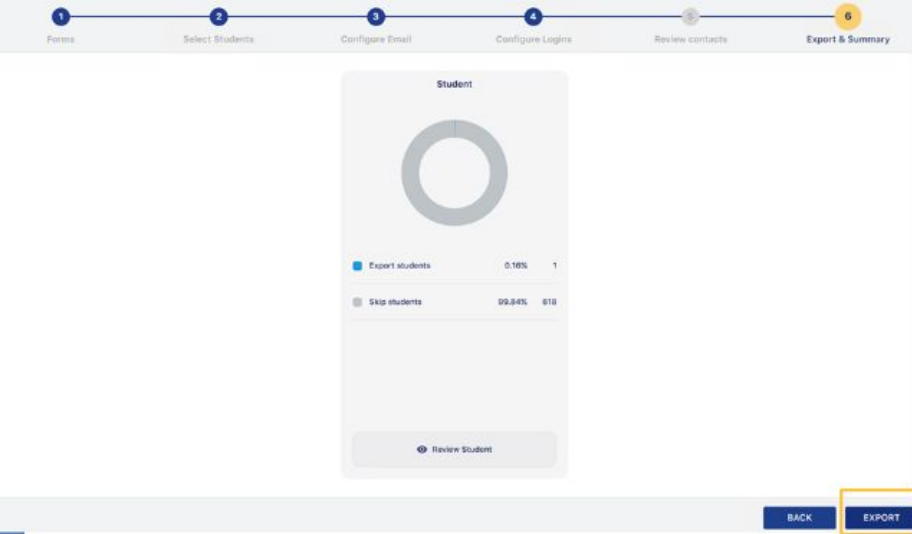 1 2 3 4 5 6
Forms Select Students Configure Email Configure Logins Review contacts Export & Summary
Student
Export students 0.16% 1
Skip students 99.84% 618
Review Student
BACK EXPORT